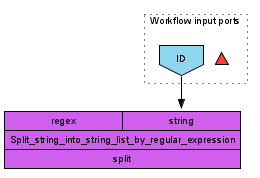 Workflow input ports
ID
regex
string
Split_string_into_string_list_by_regular_expression
split